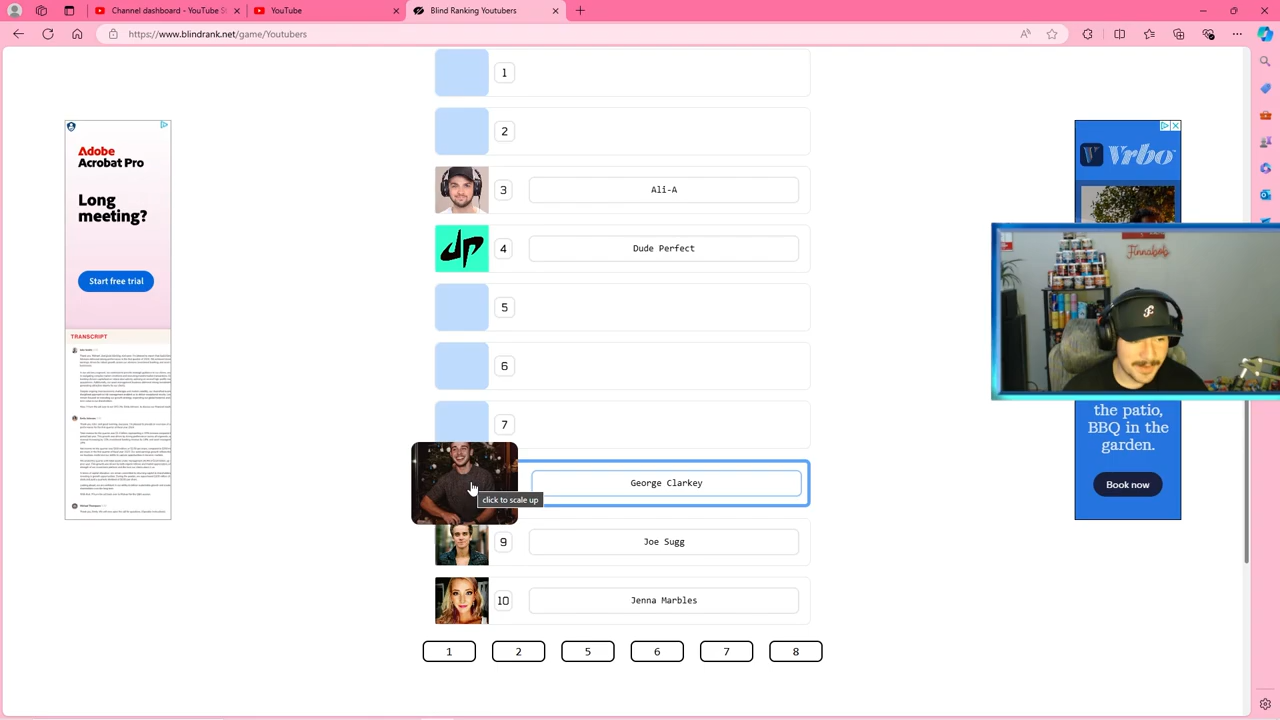 Channel dashboard - YouTube S
YouTube
Blind Ranking Youtubers
https://www.blindrank.net/game/Youtubers
1
2
3
Ali-A
4
Dude Perfect
5
6
7
George Clarkey
click to scale up
9
Joe Sugg
10
Jenna Marbles
1
2
5
6
7
8
Adobe
Acrobat Pro
Long
meeting?
Start free trial
TRANSCRIPT
Vrbo
Finnabob
the patio,
BBQ in the
garden.
Book now